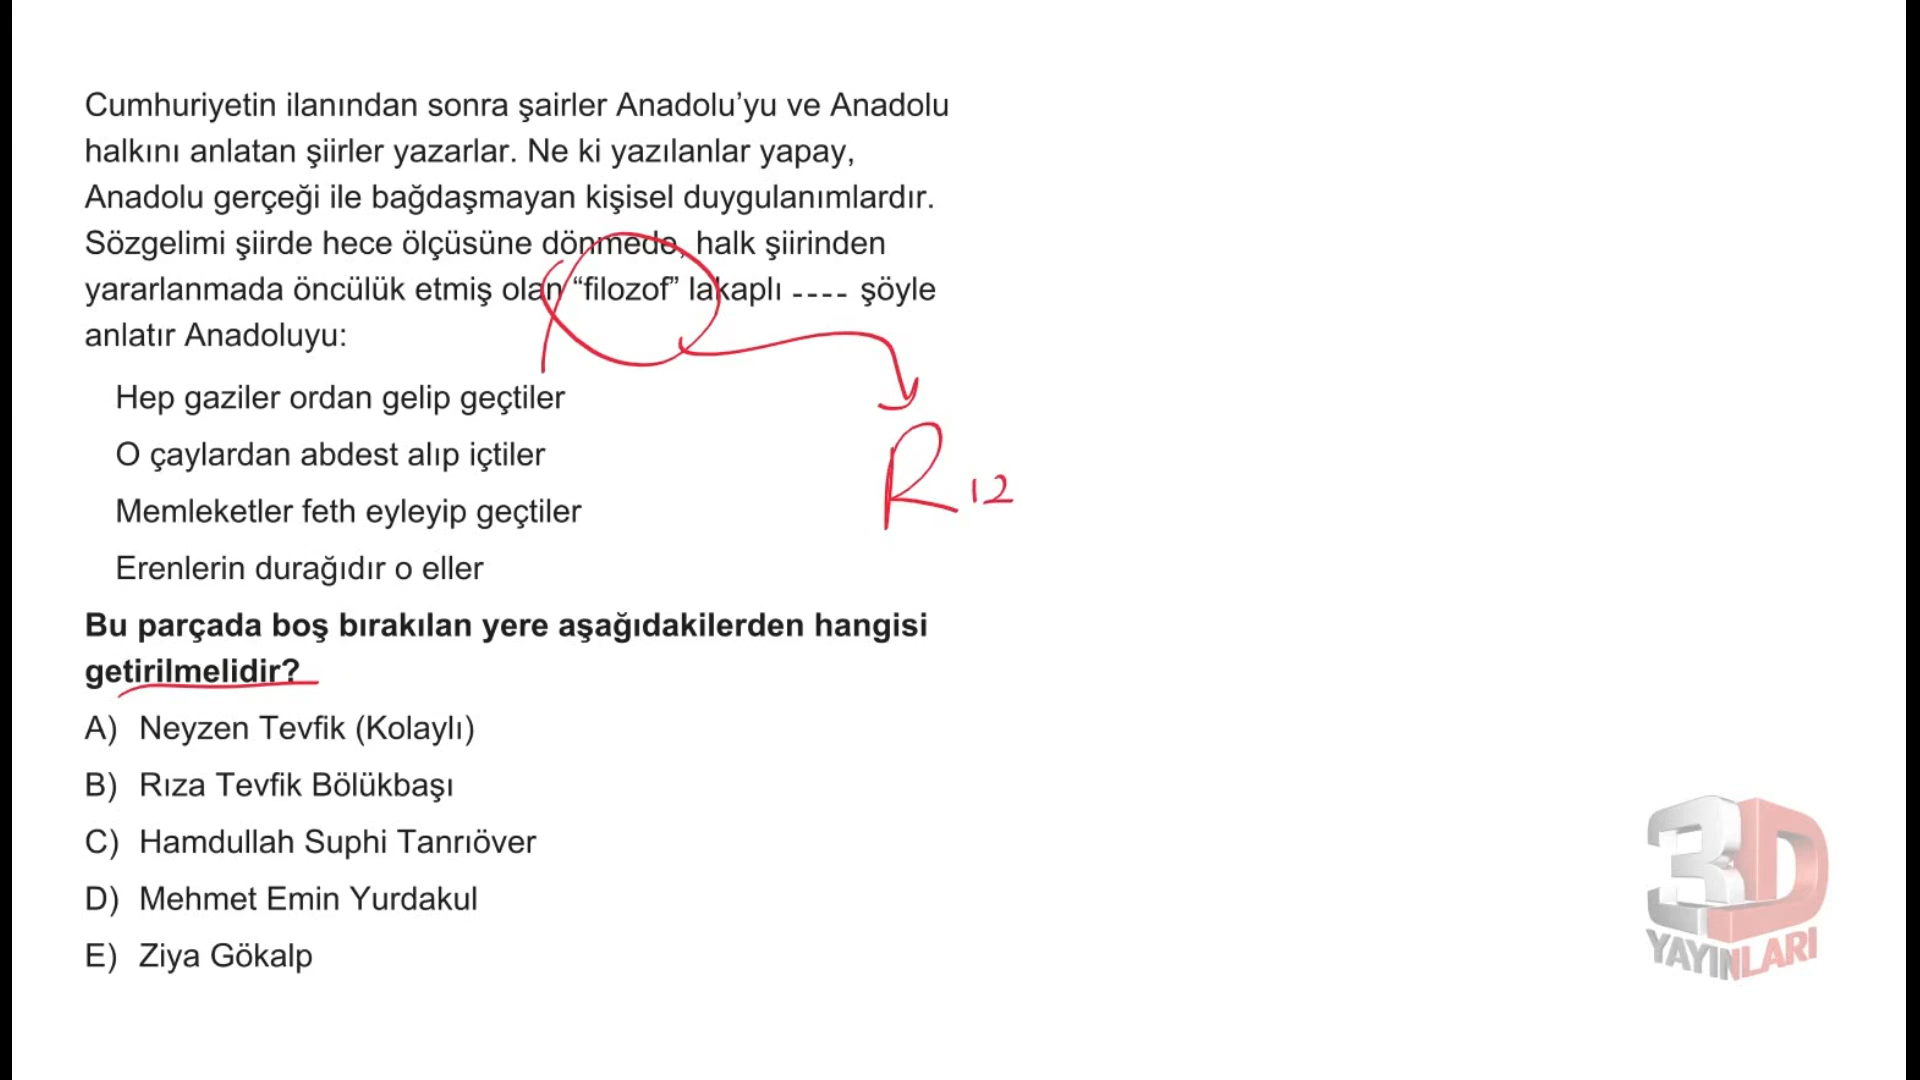 Cumhuriyetin ilanından sonra şairler Anadolu’yu ve Anadolu
halkını anlatan şiirler yazarlar. Ne ki yazılanlar yapay,
Anadolu gerçeği ile bağdaşmayan kişisel duygulanımlardır.
Sözgelimi şiirde hece ölçüsüne dönmede, halk şiirinden
yararlanmada öncülük etmiş olan “filozof” lakaplı ---- şöyle
anlatır Anadoluyu:
Hep gaziler ordan gelip geçtiler
O çaylardan abdest alıp içtiler
Memleketler feth eyleyip geçtiler
Erenlerin durağıdır o eller
R12
Bu parçada boş bırakılan yere aşağıdakilerden hangisi
getirilmelidir?
A) Neyzen Tevfik (Kolaylı)
B) Rıza Tevfik Bölükbaşı
C) Hamdullah Suphi Tanrıöver
D) Mehmet Emin Yurdakul
E) Ziya Gökalp
3D
YAYINLARI